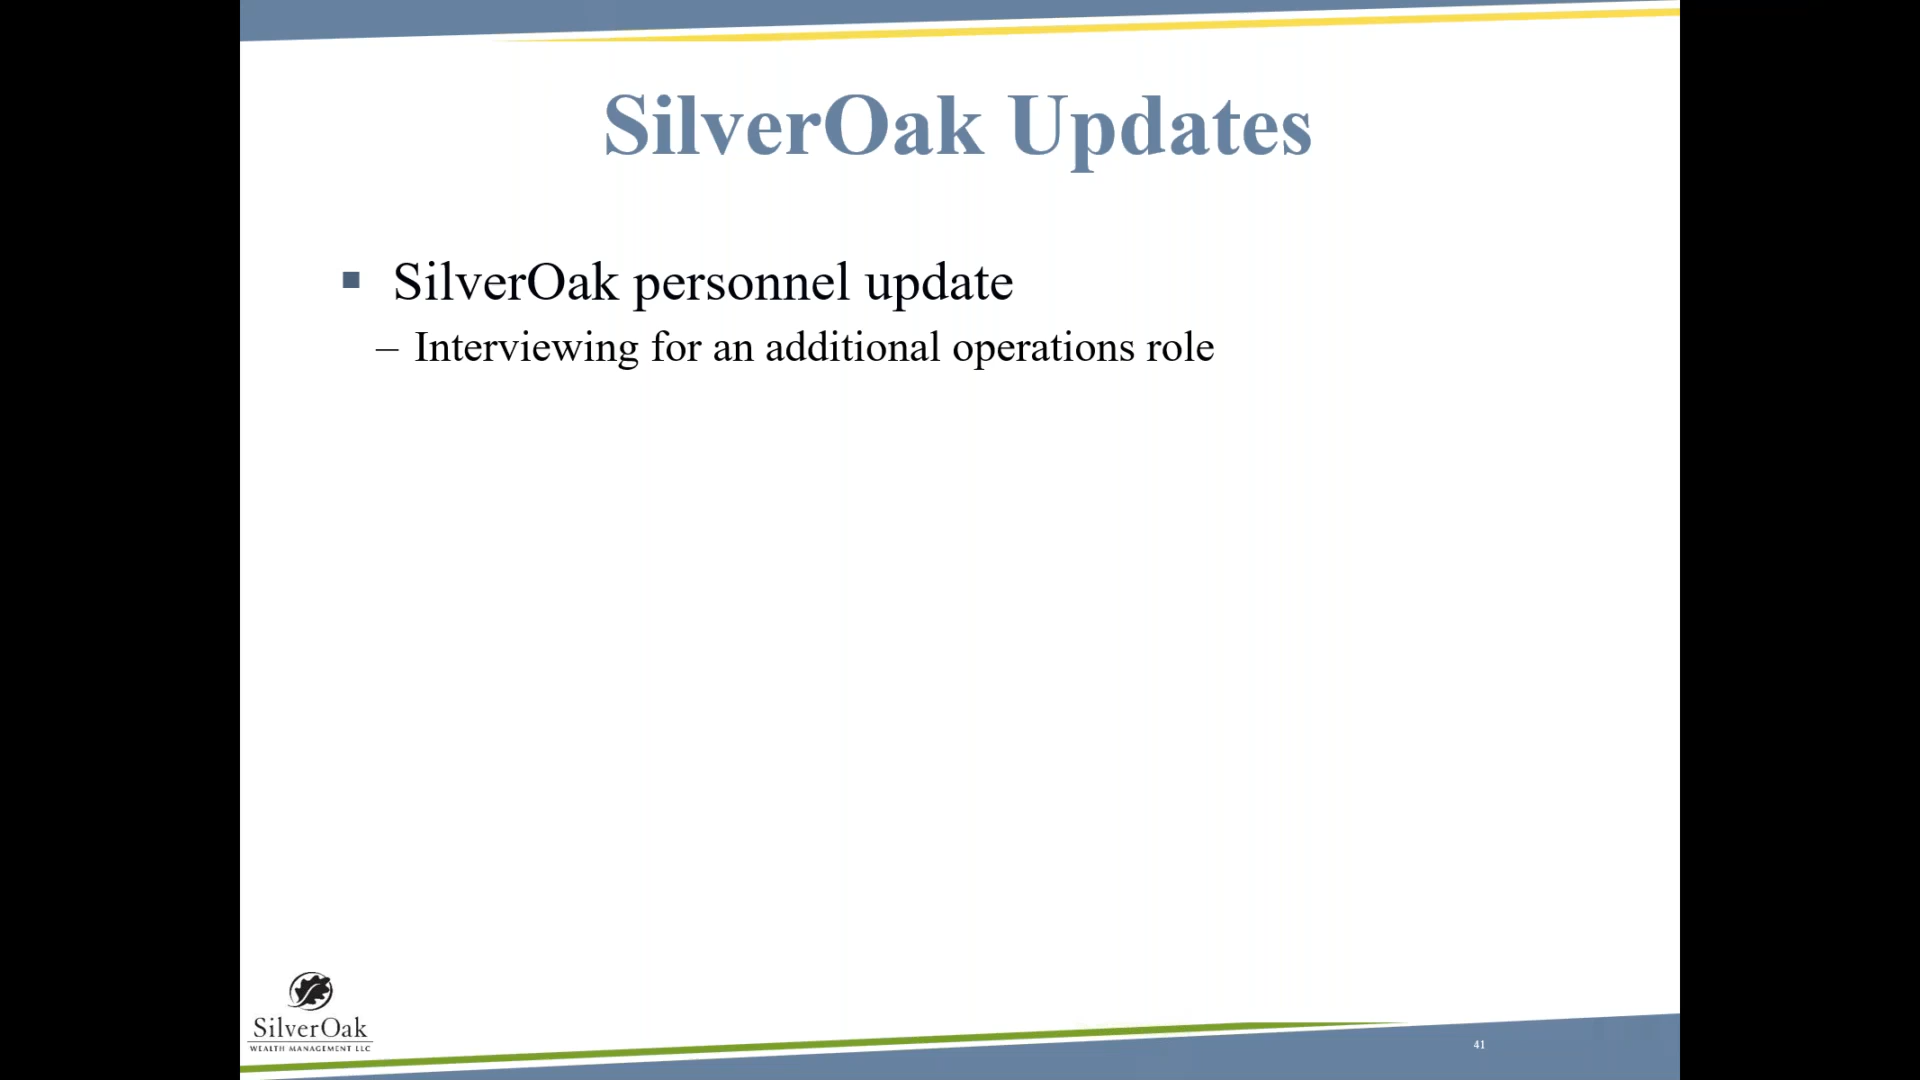 SilverOak Updates
▪ SilverOak personnel update
– Interviewing for an additional operations role
SilverOak
WEALTH MANAGEMENT LLC
41